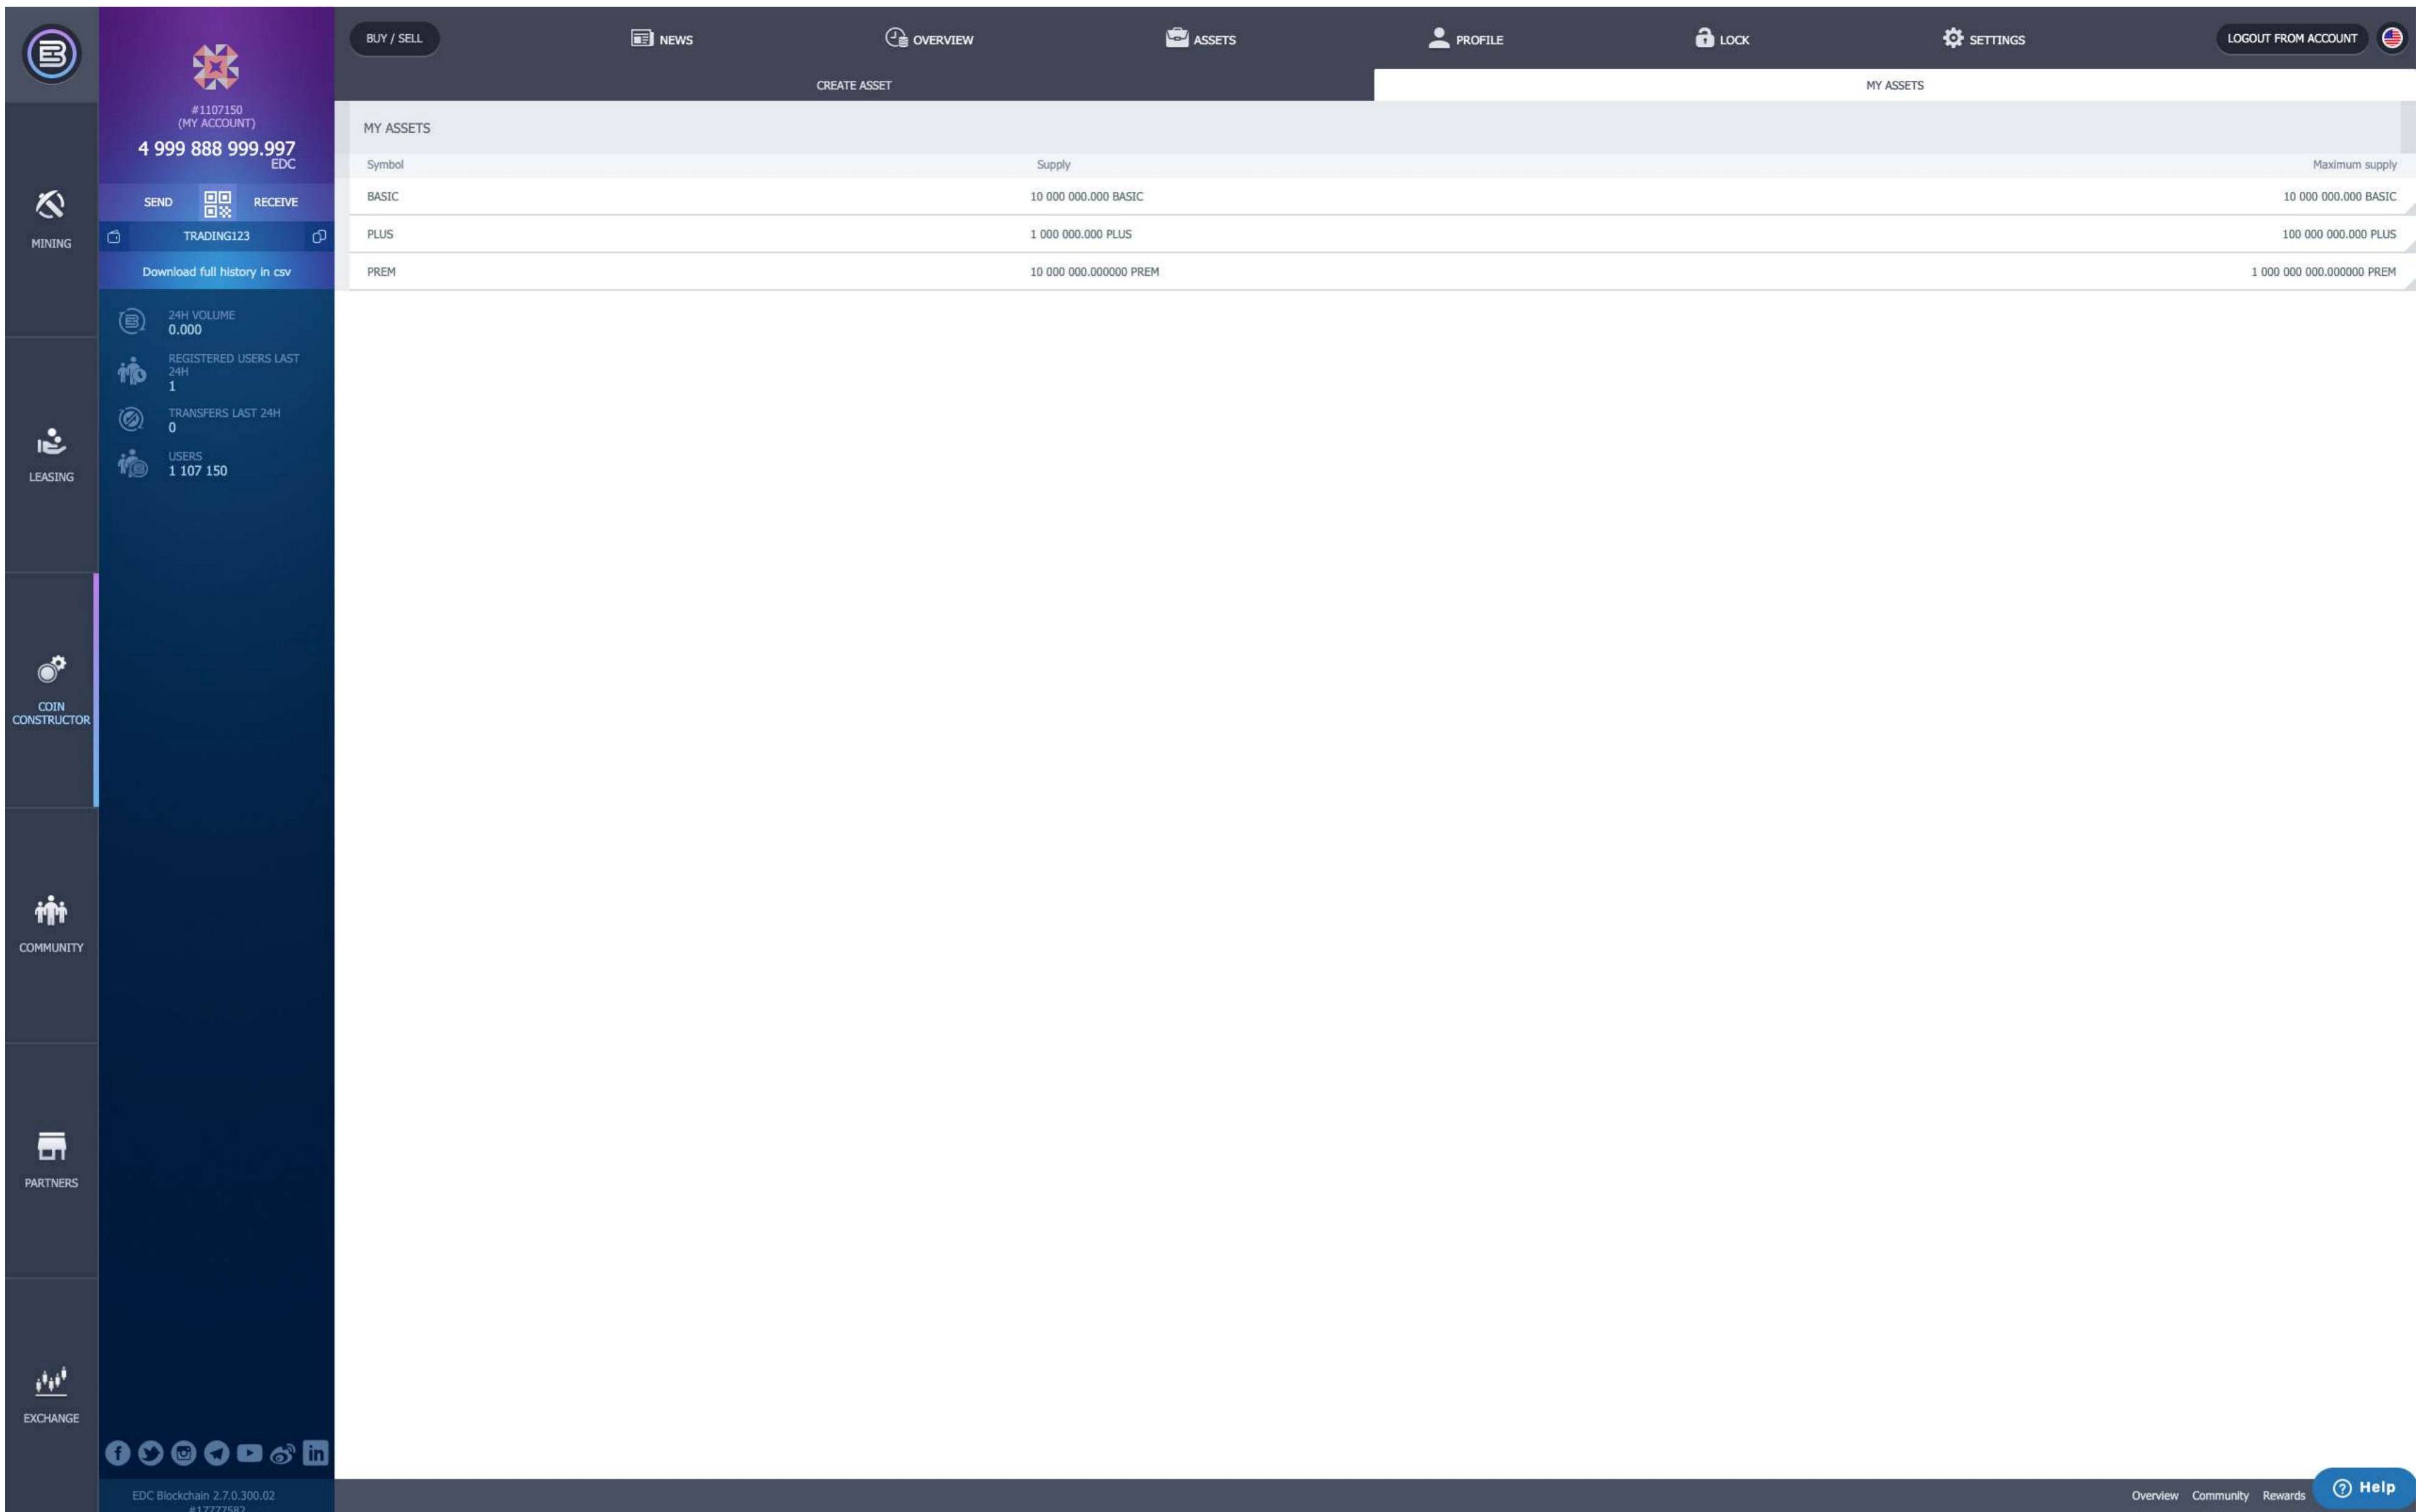 MINING
LEASING
COIN
CONSTRUCTOR
COMMUNITY
PARTNERS
EXCHANGE
#1107150
(MY ACCOUNT)
4 999 888 999.997
EDC
SEND
RECEIVE
TRADING123
Download full history in csv
24H VOLUME
0.000
REGISTERED USERS LAST
24H
1
TRANSFERS LAST 24H
0
USERS
1 107 150
EDC Blockchain 2.7.0.300.02
#17777582
BUY / SELL
NEWS
OVERVIEW
ASSETS
PROFILE
LOCK
SETTINGS
LOGOUT FROM ACCOUNT
CREATE ASSET
MY ASSETS
MY ASSETS
Symbol Supply Maximum supply
BASIC 10 000 000.000 BASIC 10 000 000.000 BASIC
PLUS 1 000 000.000 PLUS 100 000 000.000 PLUS
PREM 10 000 000.000000 PREM 1 000 000 000.000000 PREM
Overview Community Rewards
Help